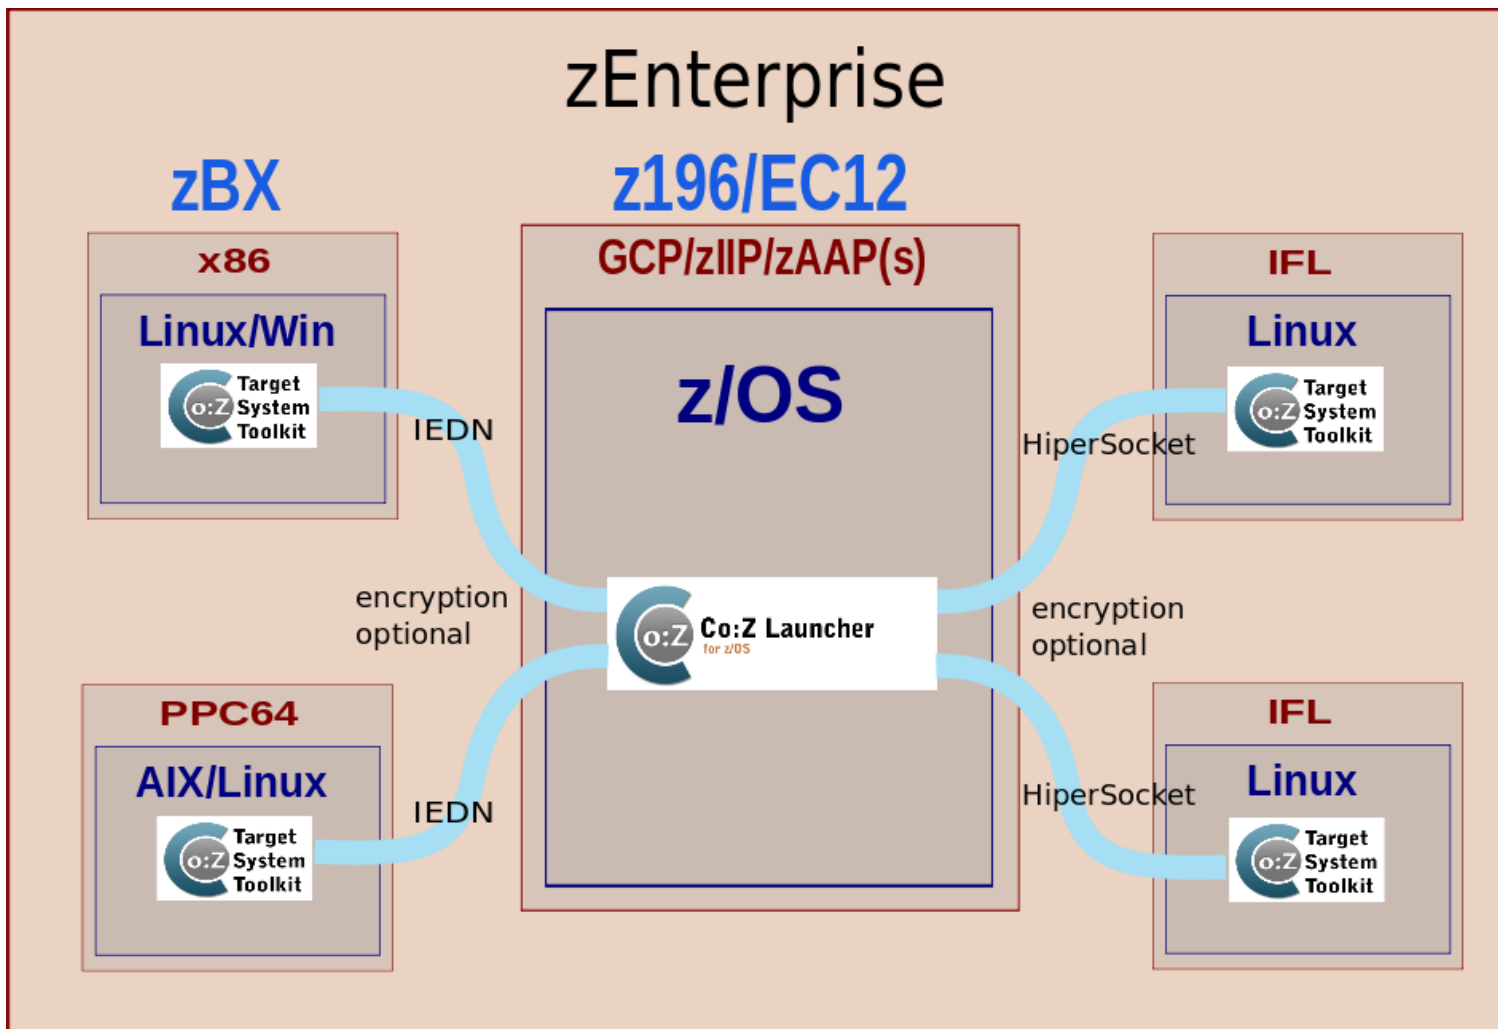 zEnterprise
zBX
z196/EC12
x86
Linux/Win
o:Z
Target
System
Toolkit
IEDN
GCP/zIIP/zAAP(s)
z/OS
IFL
Linux
o:Z
Target
System
Toolkit
HiperSocket
encryption
optional
o:Z
Co:Z Launcher
for z/OS
encryption
optional
PPC64
AIX/Linux
o:Z
Target
System
Toolkit
IEDN
IFL
Linux
o:Z
Target
System
Toolkit
HiperSocket